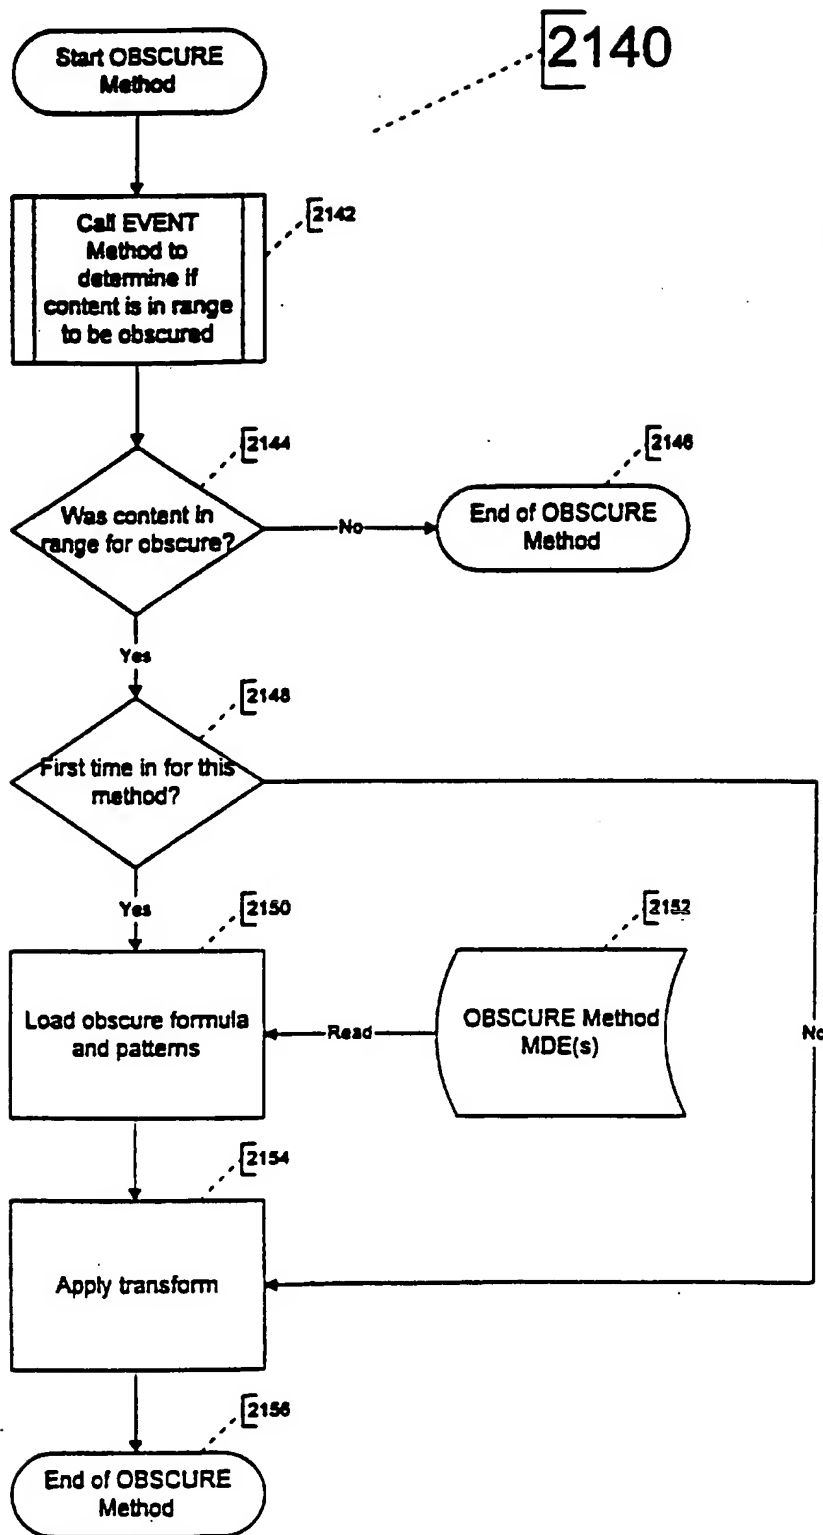 2140
Start OBSCURE
Method
2142
Call EVENT
Method to
determine if
content is in range
to be obscured
2144
Was content in
range for obscure?
No
2146
End of OBSCURE
Method
Yes
2148
First time in for this
method?
No
Yes
2150
Load obscure formula
and patterns
Read
2152
OBSCURE Method
MDE(s)
2154
Apply transform
2156
End of OBSCURE
Method